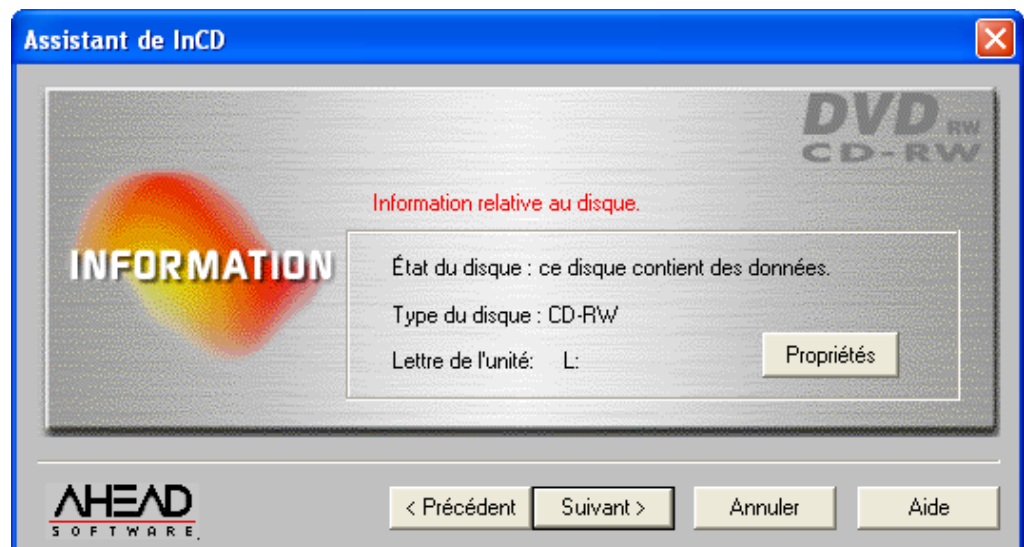 Assistant de InCD
DVD RW
CD-RW
Information relative au disque.
INFORMATION
État du disque : ce disque contient des données.
Type du disque : CD-RW
Lettre de l'unité: L:
Propriétés
AHEAD
SOFTWARE
< Précédent
Suivant >
Annuler
Aide